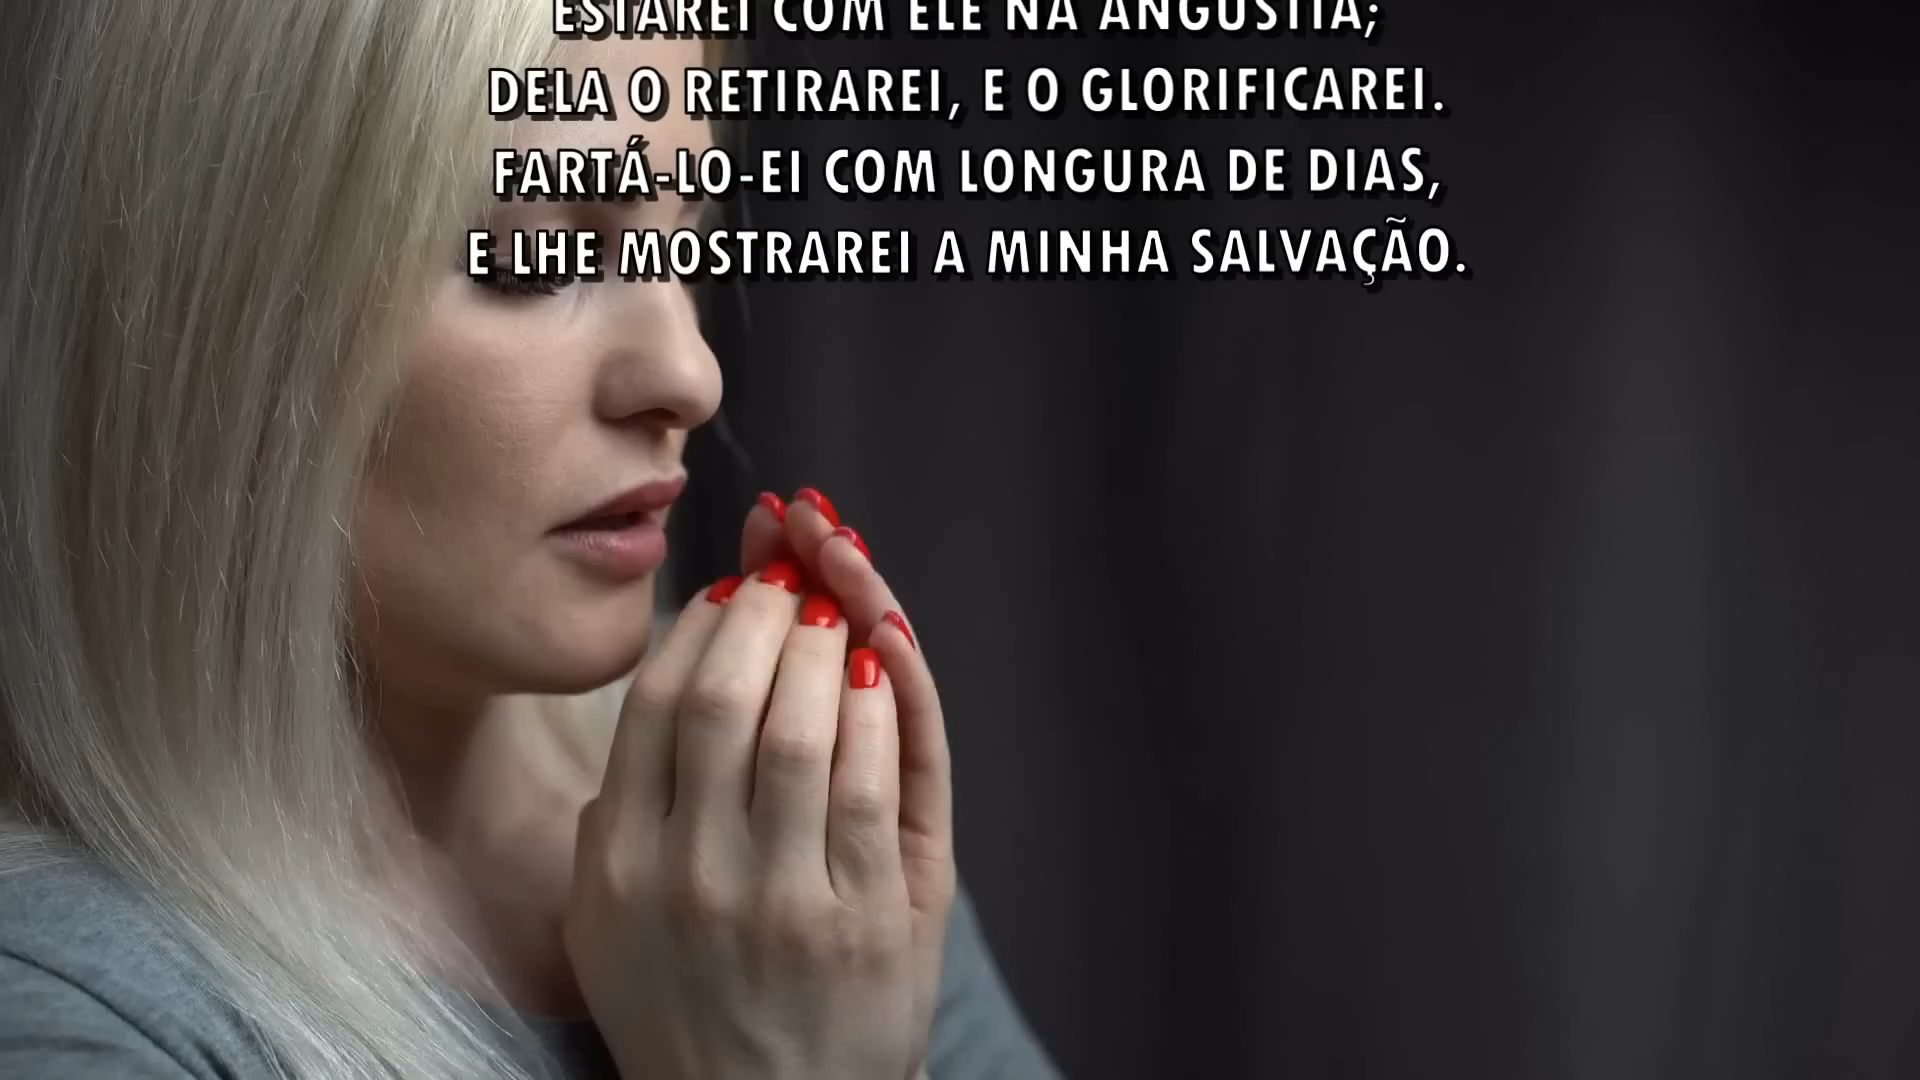 ESTAREI COM ELE NA ANGÚSTIA;
DELA O RETIRAREI, E O GLORIFICAREI.
FARTÁ-LO-EI COM LONGURA DE DIAS,
E LHE MOSTRAREI A MINHA SALVAÇÃO.